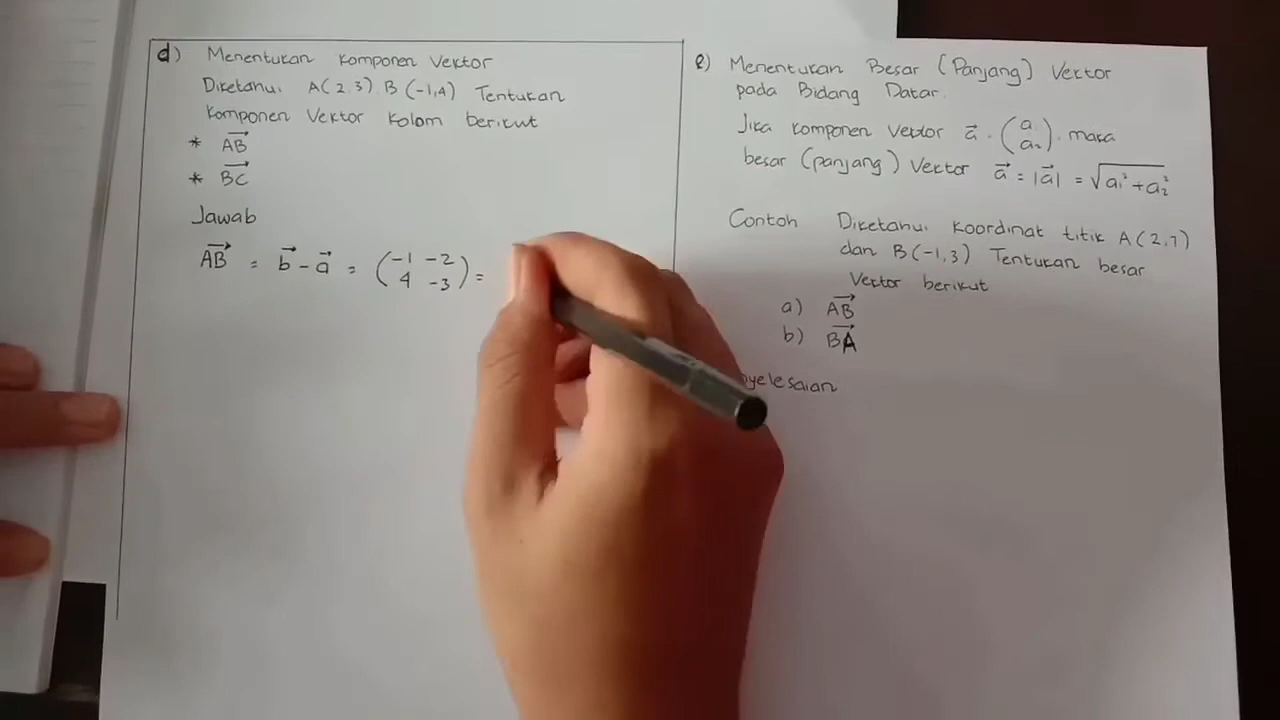 d) Menentukan Komponen Vektor
Diketahui A(2,3) B(-1,4) Tentukan
Komponen Vektor Kolom berikut
* AB
* BC
Jawab
AB = b - a = (-1 -2 4 -3) =
e) Menentukan Besar (Panjang) Vektor
pada Bidang Datar.
Jika komponen Vektor a · (a₁ a₂). maka
besar (panjang) Vektor a = |a| = √a₁² + a₂²
Contoh Diketahui Koordinat titik A(2,7)
dan B(-1,3) Tentukan besar
Vektor berikut
a) AB
b) BA
yelesaian